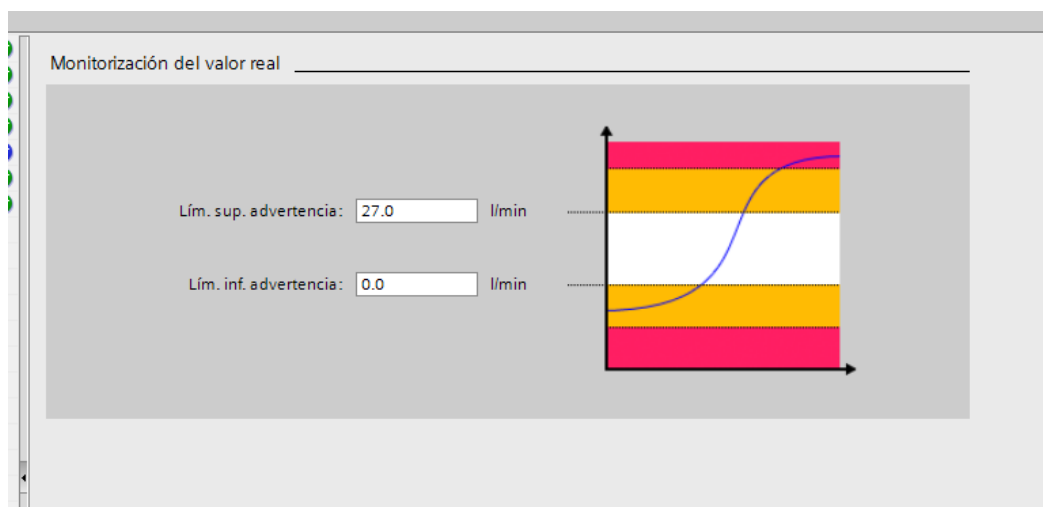 Monitorización del valor real
Lím. sup. advertencia: 27.0 l/min
Lím. inf. advertencia: 0.0 l/min